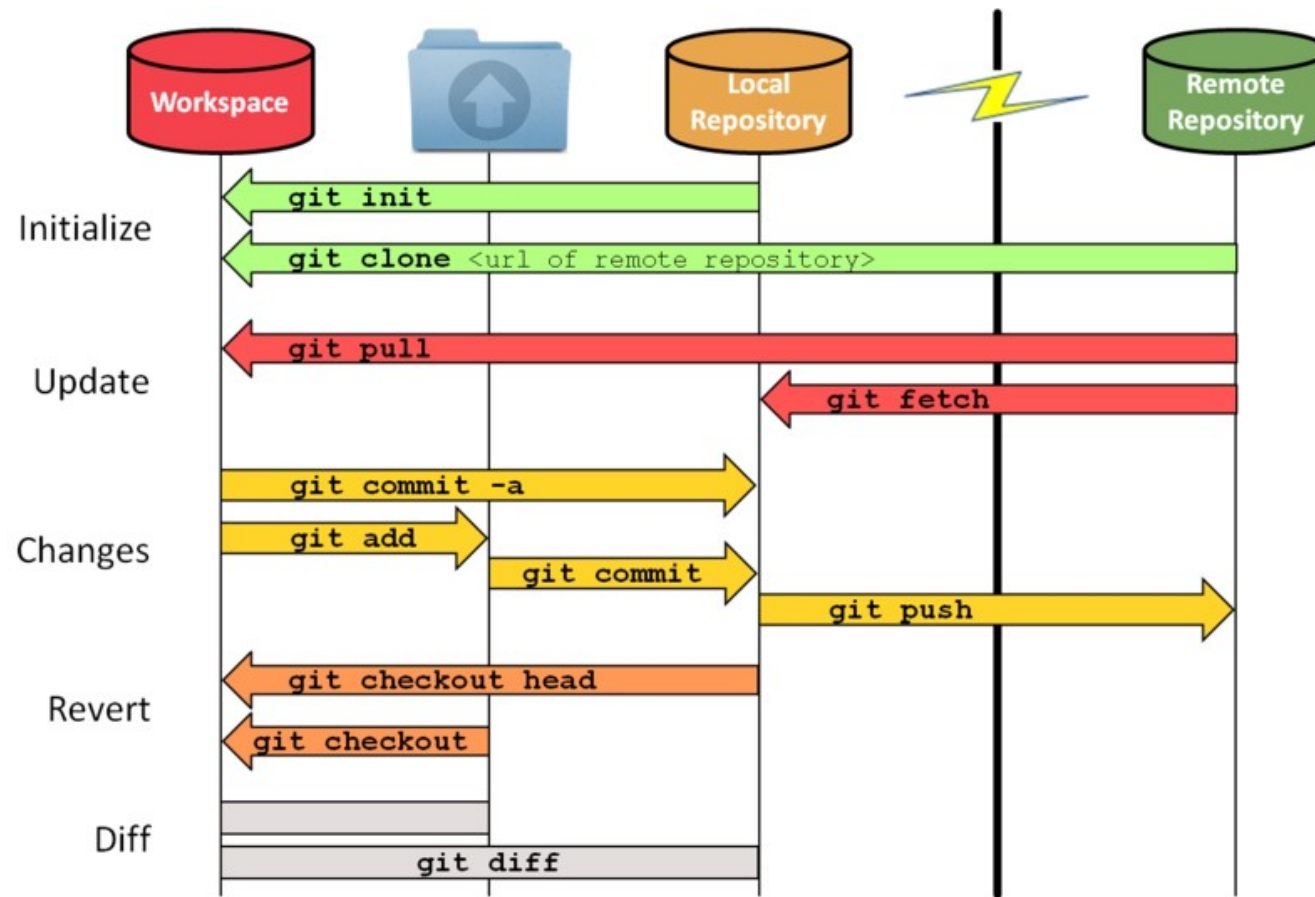 Workspace
Local
Repository
Remote
Repository
Initialize
git init
git clone <url of remote repository>
Update
git pull
git fetch
Changes
git commit -a
git add
git commit
git push
Revert
git checkout head
git checkout
Diff
git diff